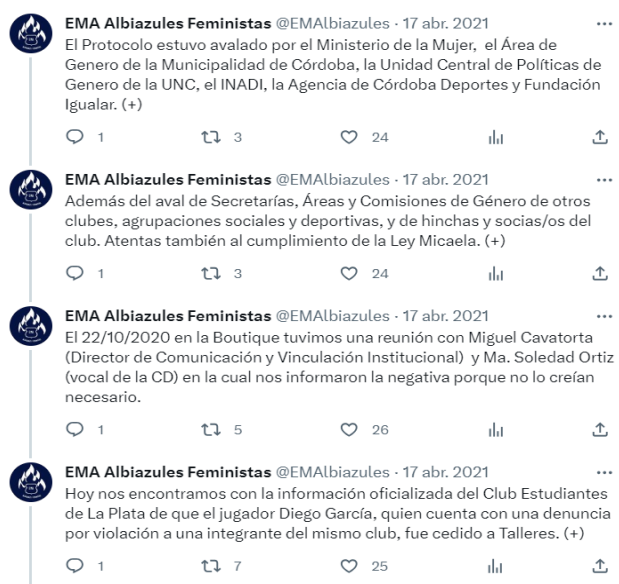 EMA Albiazules Feministas @EMAlbiazules · 17 abr. 2021
El Protocolo estuvo avalado por el Ministerio de la Mujer, el Área de
Genero de la Municipalidad de Córdoba, la Unidad Central de Políticas de
Genero de la UNC, el INADI, la Agencia de Córdoba Deportes y Fundación
Igualar. (+)
1 3 24
EMA Albiazules Feministas @EMAlbiazules · 17 abr. 2021
Además del aval de Secretarías, Áreas y Comisiones de Género de otros
clubes, agrupaciones sociales y deportivas, y de hinchas y socias/os del
club. Atentas también al cumplimiento de la Ley Micaela. (+)
1 3 24
EMA Albiazules Feministas @EMAlbiazules · 17 abr. 2021
El 22/10/2020 en la Boutique tuvimos una reunión con Miguel Cavatorta
(Director de Comunicación y Vinculación Institucional) y Ma. Soledad Ortiz
(vocal de la CD) en la cual nos informaron la negativa porque no lo creían
necesario.
1 5 26
EMA Albiazules Feministas @EMAlbiazules · 17 abr. 2021
Hoy nos encontramos con la información oficializada del Club Estudiantes
de La Plata de que el jugador Diego García, quien cuenta con una denuncia
por violación a una integrante del mismo club, fue cedido a Talleres. (+)
1 7 25